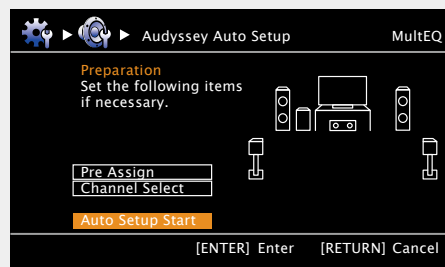 Audyssey Auto Setup MultEQ
Preparation
Set the following items
if necessary.
Pre Assign
Channel Select
Auto Setup Start
[ENTER] Enter [RETURN] Cancel